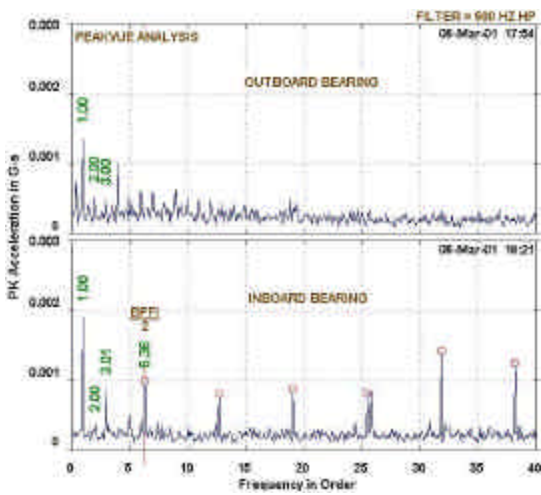 FILTER = 500 HZ HP
0.003
PEAKVUE ANALYSIS
06-Mar-01 17:54
OUTBOARD BEARING
0.002
1.00
2.00
3.00
0.001
0
PK Acceleration in G-s
0.003
06-Mar-01 18:21
INBOARD BEARING
1.00
0.002
2
6.36
3.01
2.00
0.001
0
0 5 10 15 20 25 30 35 40
Frequency in Order